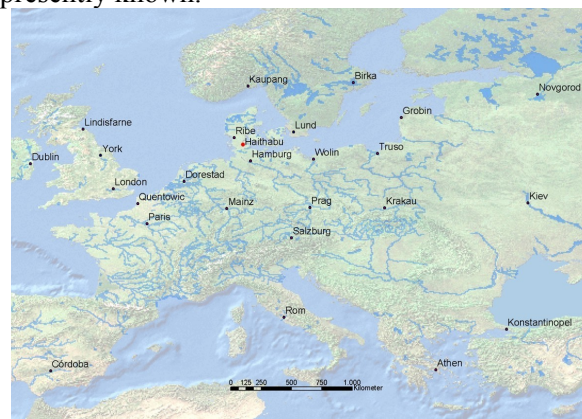 presently known.
Kaupang
Birka
Novgorod
Grobin
Lindisfarne
Ribe
Lund
Haithabu
York
Hamburg
Wolin
Truso
Dublin
Dorestad
London
Quentowic
Mainz
Prag
Krakau
Kiev
Paris
Salzburg
Rom
Konstantinopel
Córdoba
Athen
0 125 250 500 750 1.000
Kilometer